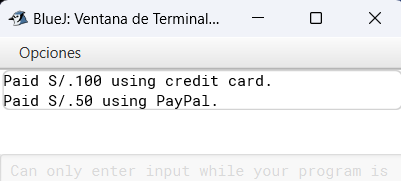 BlueJ: Ventana de Terminal...
Opciones
Paid S/.100 using credit card.
Paid S/.50 using PayPal.
Can only enter input while your program is